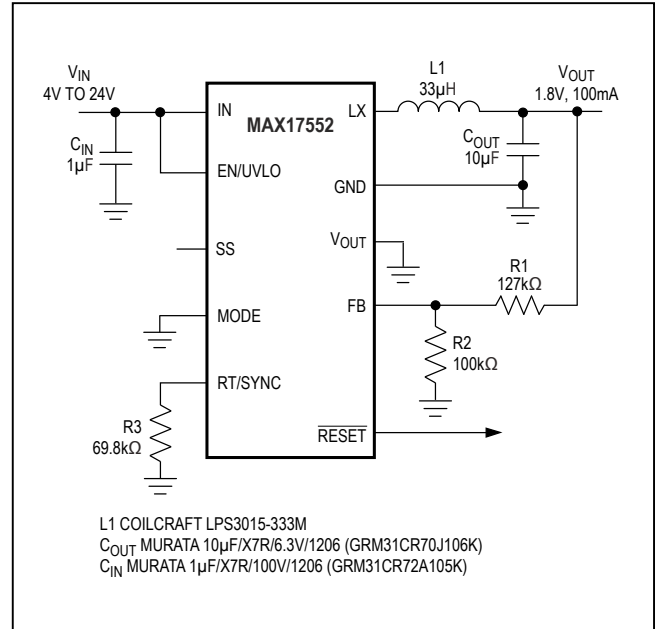 V_IN
4V TO 24V
C_IN
1µF
IN
EN/UVLO
SS
MODE
RT/SYNC
R3
69.8kΩ
MAX17552
LX
GND
V_OUT
FB
RESET
L1
33µH
V_OUT
1.8V, 100mA
C_OUT
10µF
R1
127kΩ
R2
100kΩ
L1 COILCRAFT LPS3015-333M
C_OUT MURATA 10µF/X7R/6.3V/1206 (GRM31CR70J106K)
C_IN MURATA 1µF/X7R/100V/1206 (GRM31CR72A105K)